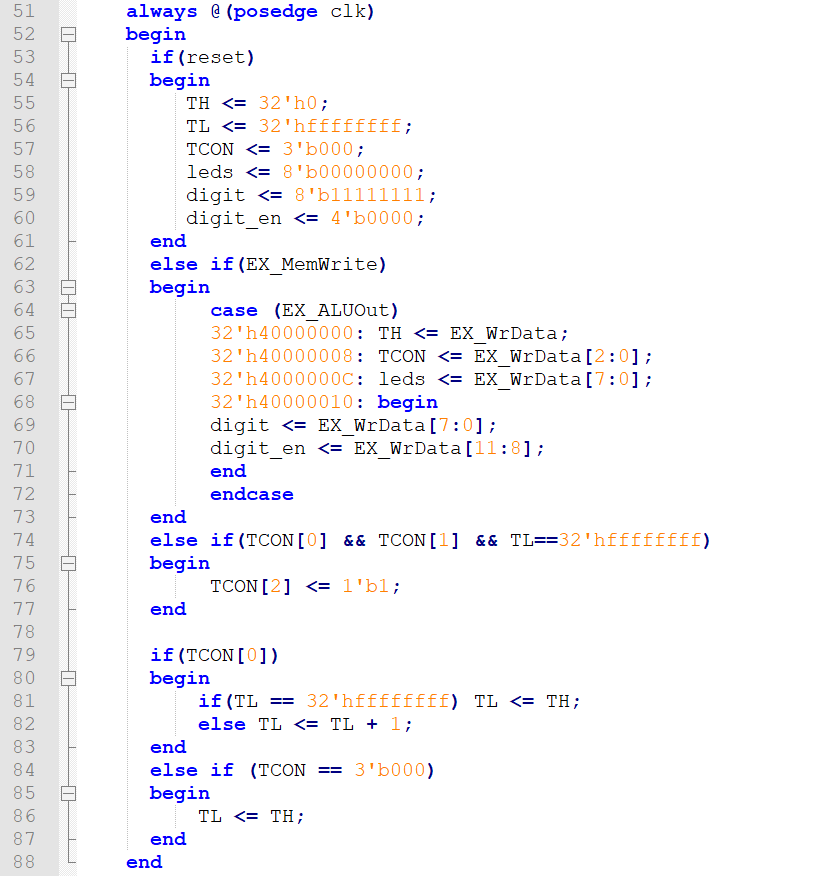 51 always @(posedge clk)
52 begin
53 if(reset)
54 begin
55 TH <= 32'h0;
56 TL <= 32'hffffffff;
57 TCON <= 3'b000;
58 leds <= 8'b00000000;
59 digit <= 8'b11111111;
60 digit_en <= 4'b0000;
61 end
62 else if(EX_MemWrite)
63 begin
64 case (EX_ALUOut)
65 32'h40000000: TH <= EX_WrData;
66 32'h40000008: TCON <= EX_WrData[2:0];
67 32'h4000000C: leds <= EX_WrData[7:0];
68 32'h40000010: begin
69 digit <= EX_WrData[7:0];
70 digit_en <= EX_WrData[11:8];
71 end
72 endcase
73 end
74 else if(TCON[0] && TCON[1] && TL==32'hffffffff)
75 begin
76 TCON[2] <= 1'b1;
77 end
78
79 if(TCON[0])
80 begin
81 if(TL == 32'hffffffff) TL <= TH;
82 else TL <= TL + 1;
83 end
84 else if (TCON == 3'b000)
85 begin
86 TL <= TH;
87 end
88 end